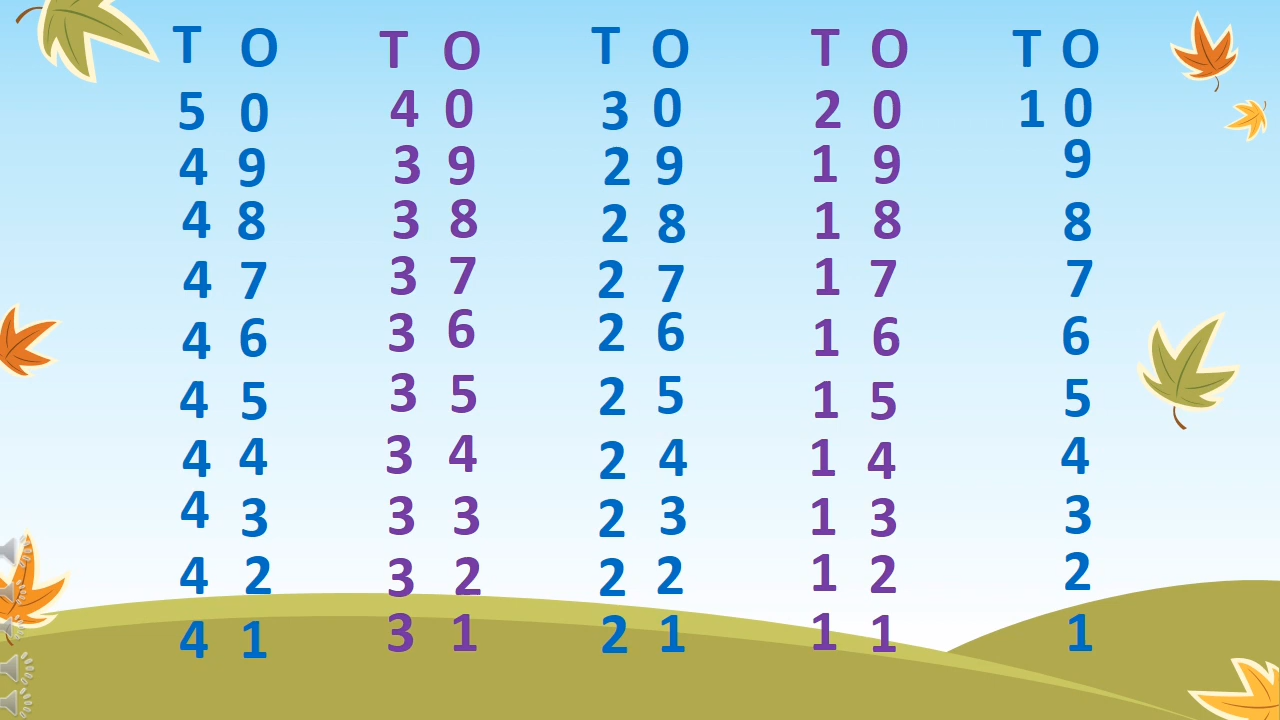 T O T O T O T O T O
5 0 4 0 3 0 2 0 1 0
4 9 3 9 2 9 1 9 9
4 8 3 8 2 8 1 8 8
4 7 3 7 2 7 1 7 7
4 6 3 6 2 6 1 6 6
4 5 3 5 2 5 1 5 5
4 4 3 4 2 4 1 4 4
4 3 3 3 2 3 1 3 3
4 2 3 2 2 2 1 2 2
4 1 3 1 2 1 1 1 1